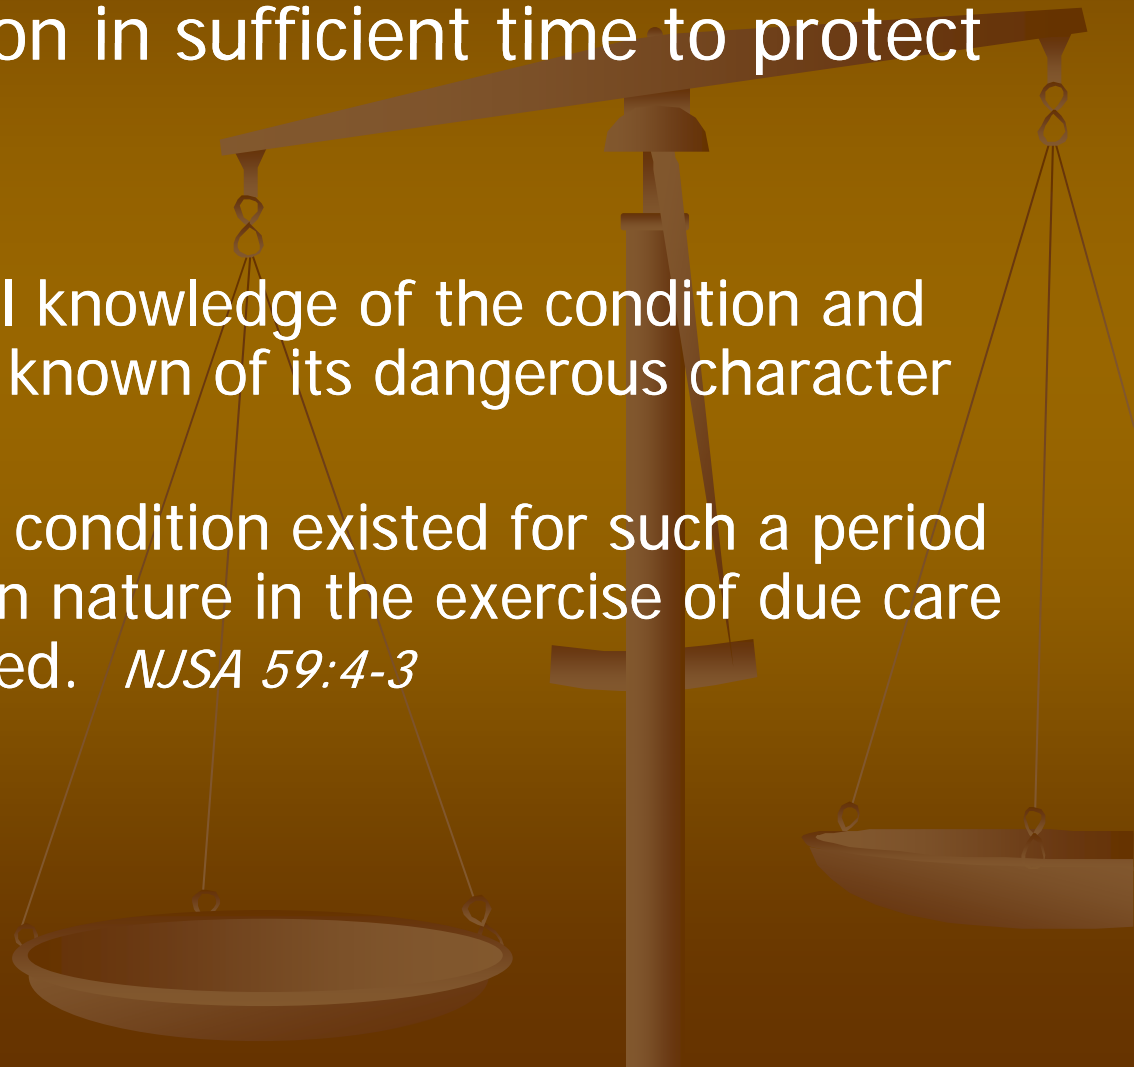 on in sufficient time to protect
l knowledge of the condition and
known of its dangerous character
condition existed for such a period
n nature in the exercise of due care
ed. NJSA 59:4-3